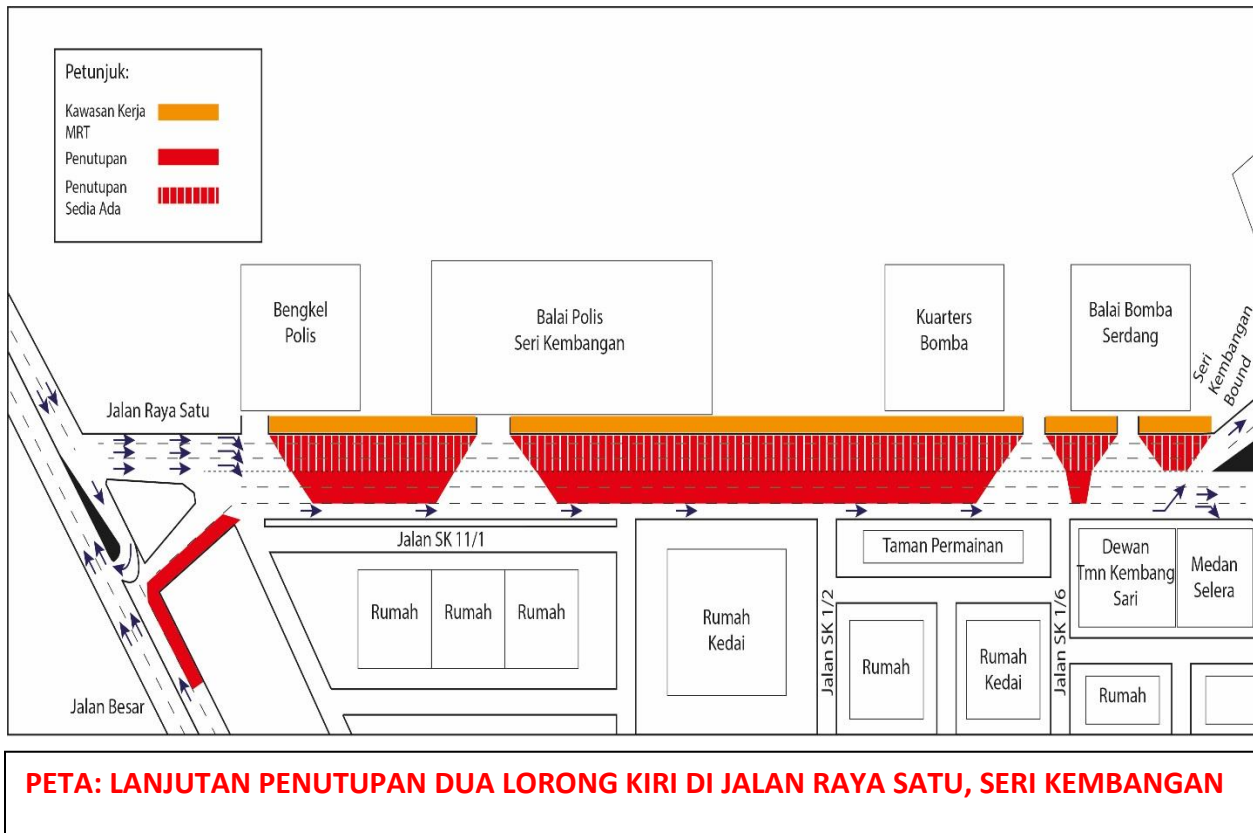 Petunjuk:
Kawasan Kerja
MRT
Penutupan
Penutupan
Sedia Ada
Bengkel
Polis
Balai Polis
Seri Kembangan
Kuarters
Bomba
Balai Bomba
Serdang
Seri
Kembangan
Bound
Jalan Raya Satu
Jalan SK 11/1
Taman Permainan
Dewan
Tmn Kembang
Sari
Medan
Selera
Rumah
Rumah
Rumah
Rumah
Kedai
Jalan SK 1/2
Rumah
Rumah
Kedai
Jalan SK 1/6
Rumah
Jalan Besar
PETA: LANJUTAN PENUTUPAN DUA LORONG KIRI DI JALAN RAYA SATU, SERI KEMBANGAN